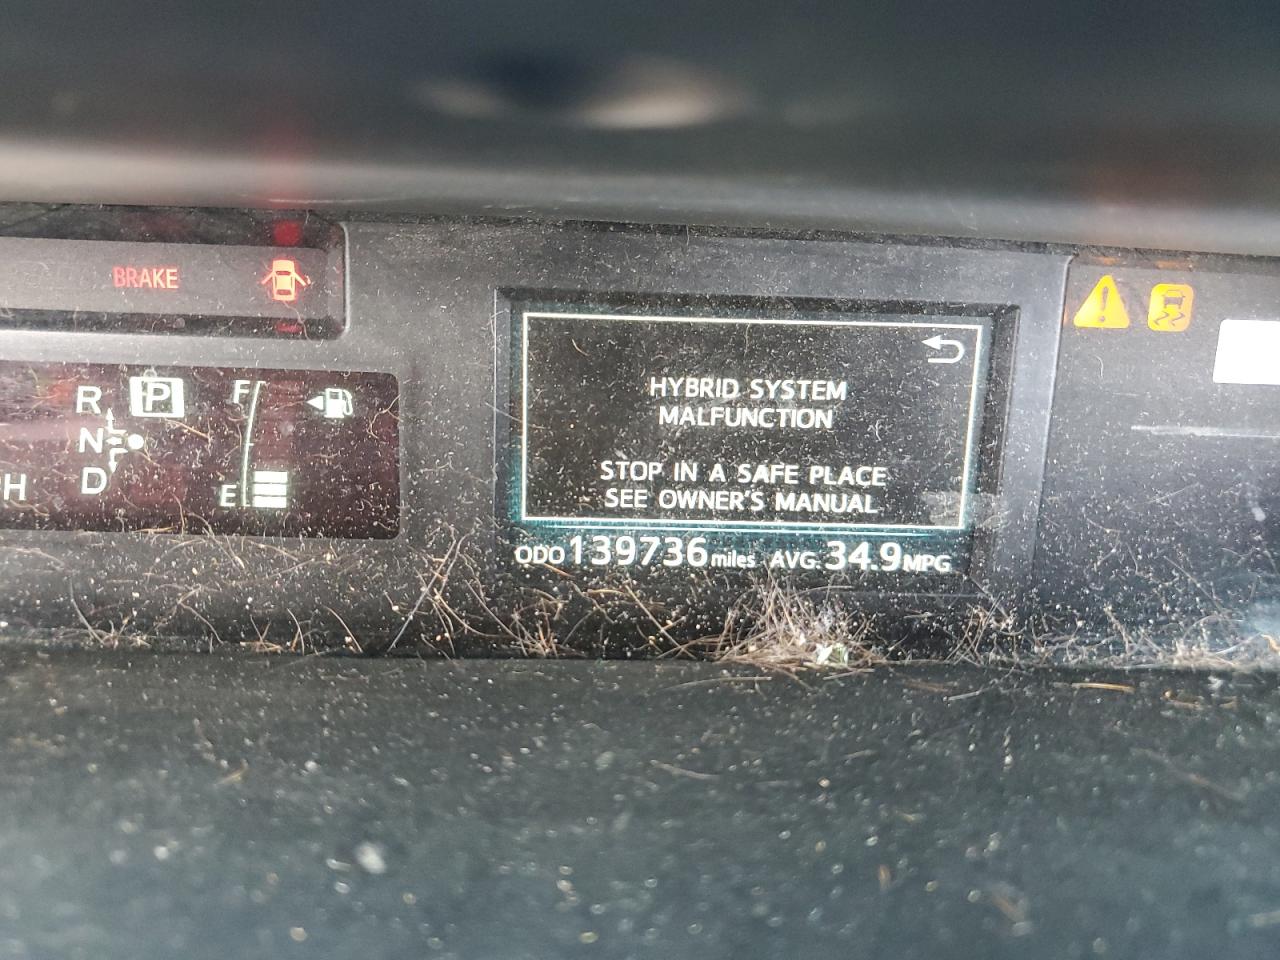 BRAKE
R P F
N
D
E
HYBRID SYSTEM
MALFUNCTION
STOP IN A SAFE PLACE
SEE OWNER'S MANUAL
ODO 139736 miles AVG. 34.9 MPG